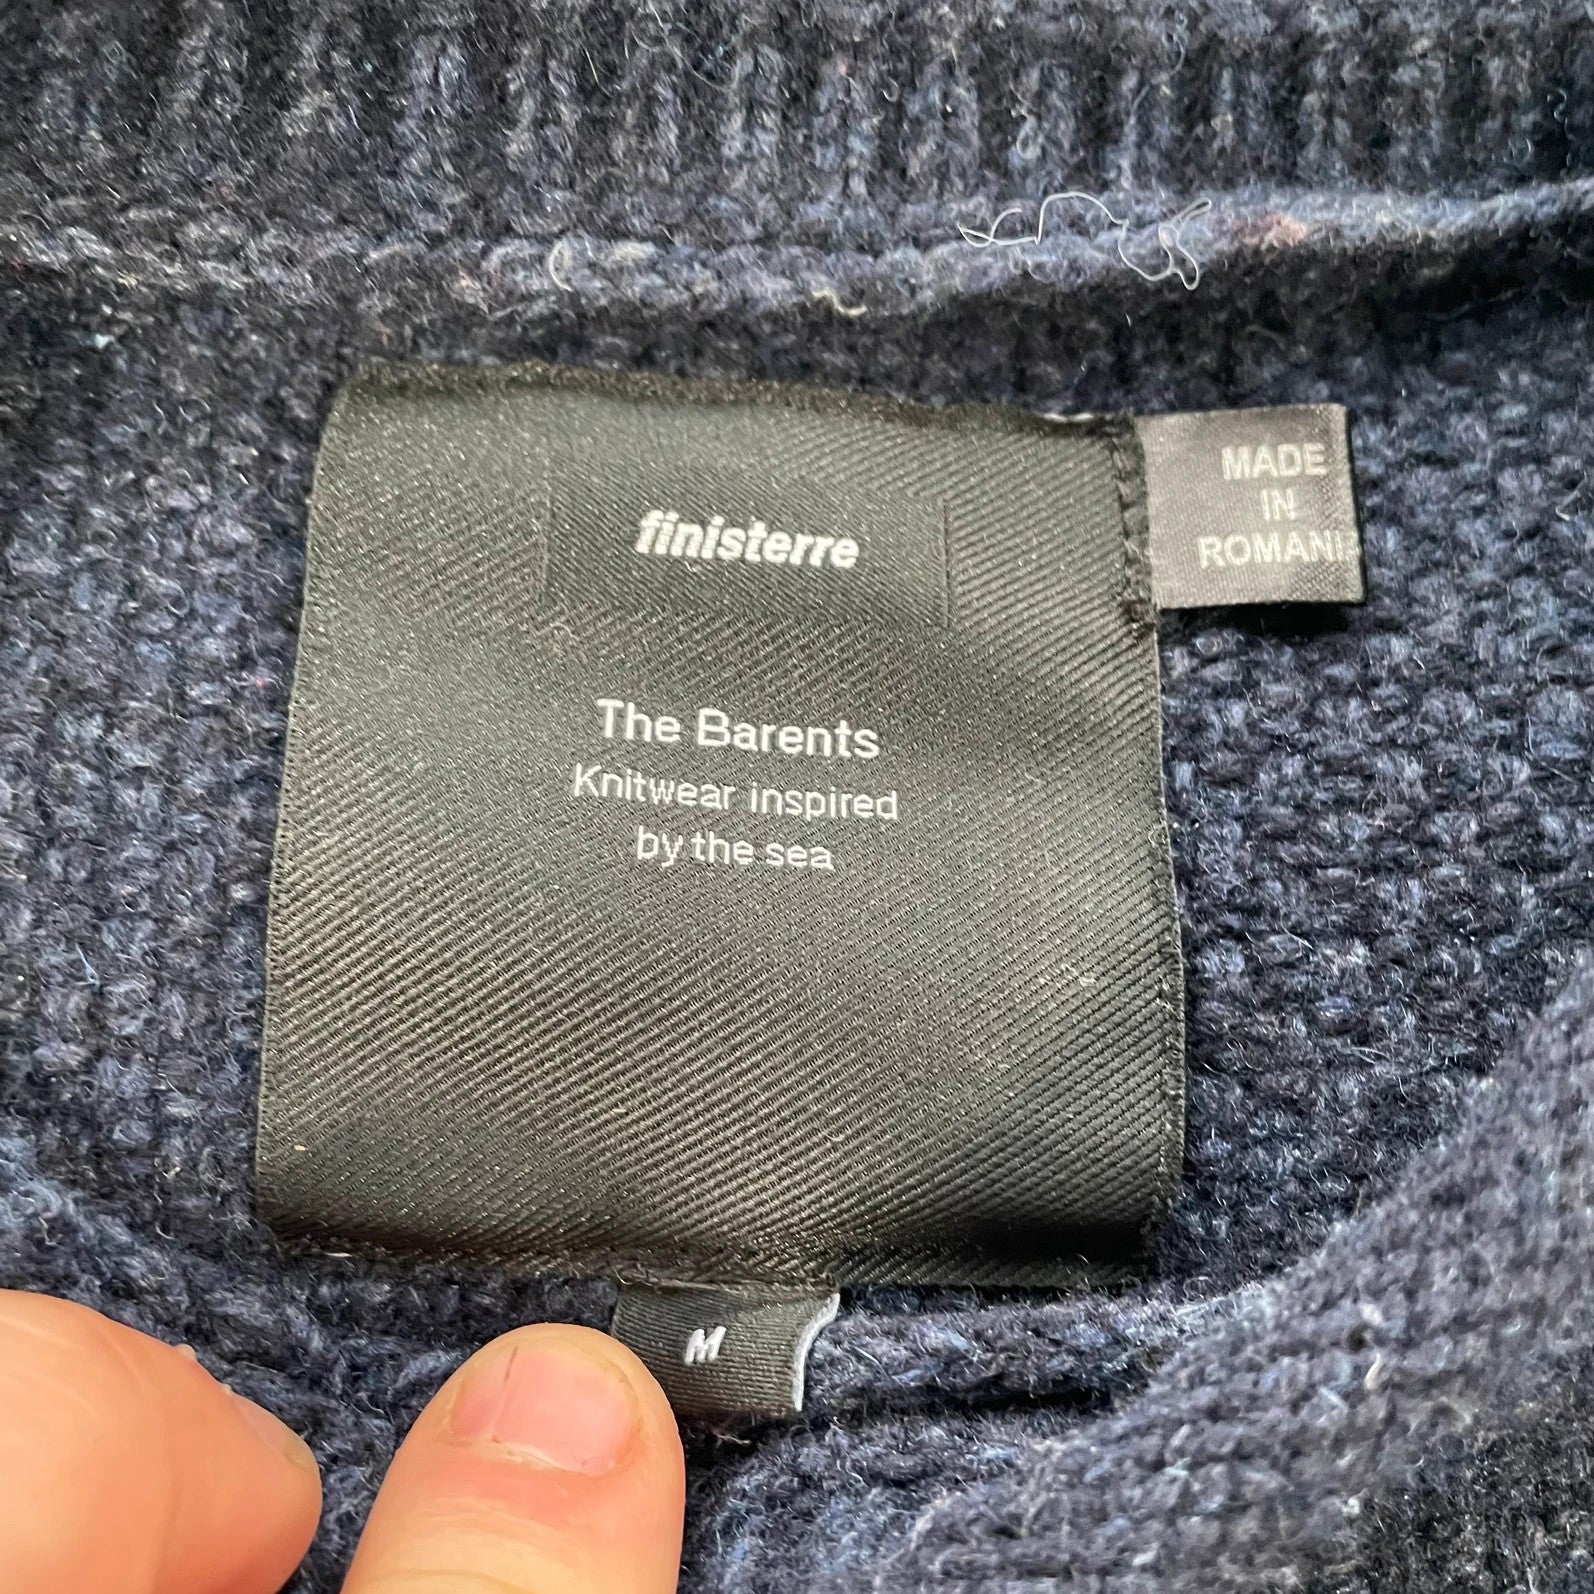 finisterre
The Barents
Knitwear inspired
by the sea
MADE
IN
ROMANI
M